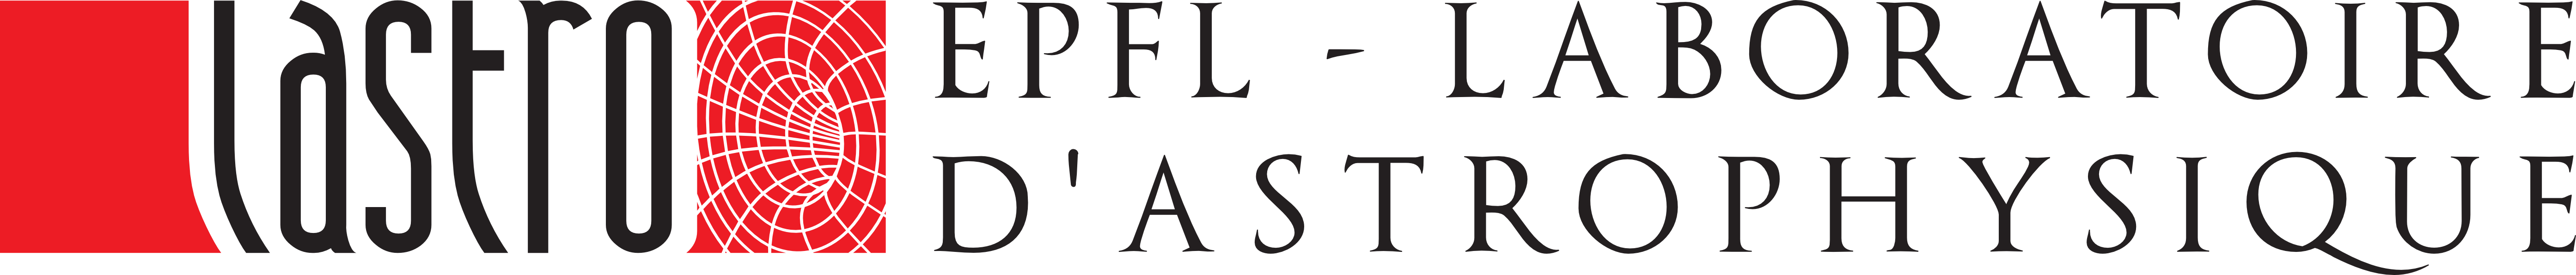 lastro
EPFL - LABORATOIRE
D'ASTROPHYSIQUE